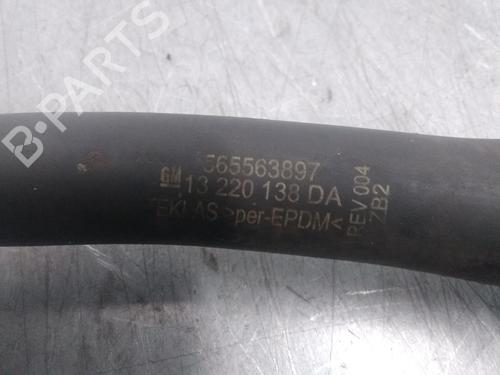 B-PARTS
565563897
GM 13 220 138 DA
TEKLAS >per-EPDM<
REV 004
ZB2